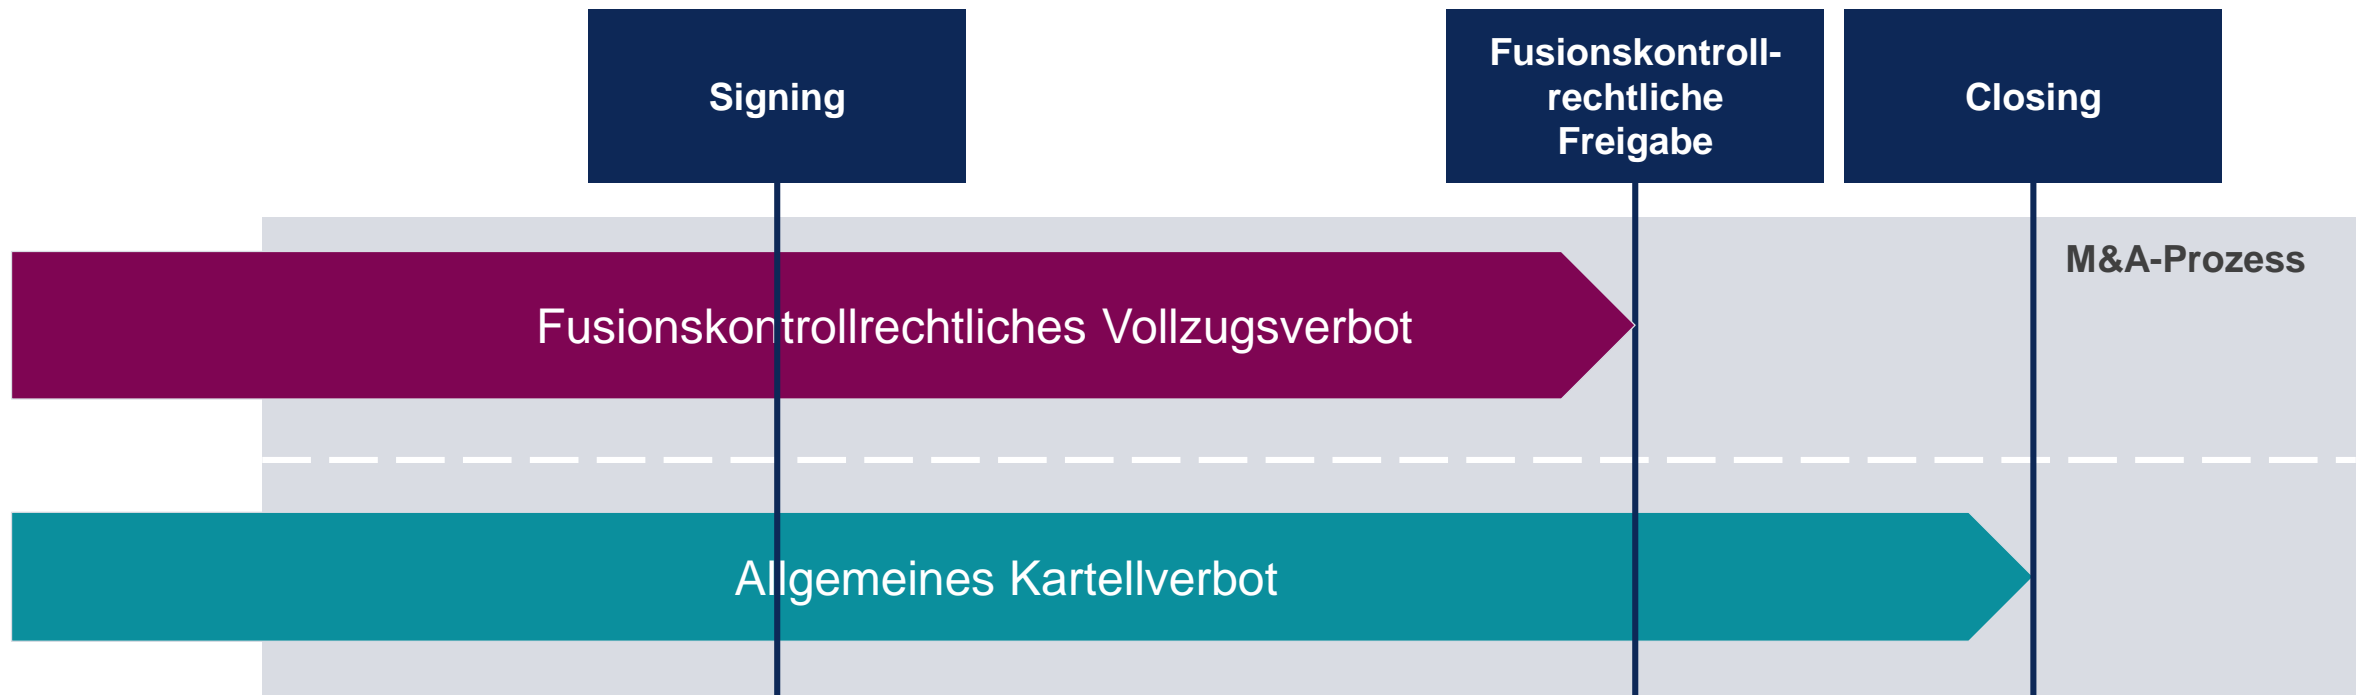 Signing
Fusionskontroll-
rechtliche
Freigabe
Closing
M&A-Prozess
Fusionskontrollrechtliches Vollzugsverbot
Allgemeines Kartellverbot